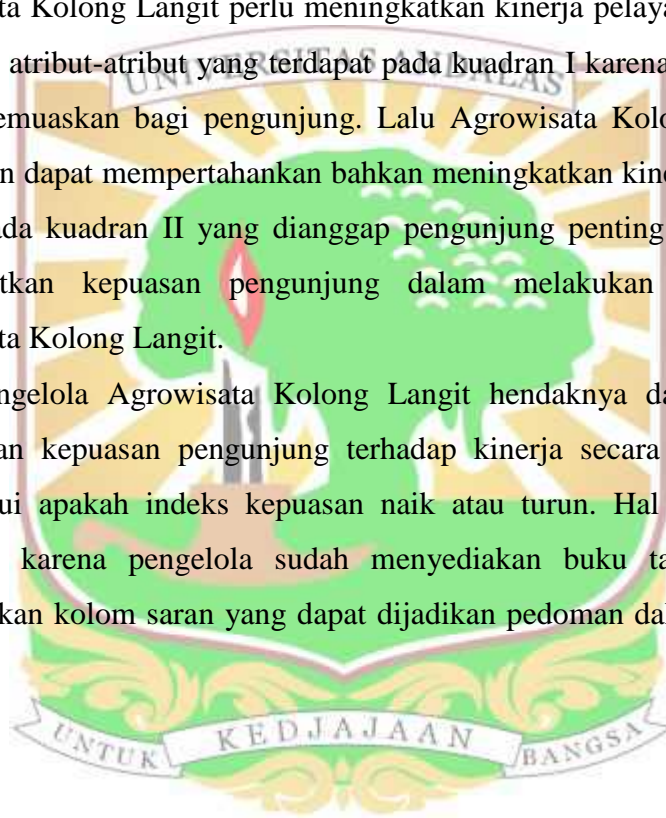 ta Kolong Langit perlu meningkatkan kinerja pelaya
atribut-atribut yang terdapat pada kuadran I karena
UNIVERSITAS ANDALAS
emuaskan bagi pengunjung. Lalu Agrowisata Kolo
n dapat mempertahankan bahkan meningkatkan kine
ada kuadran II yang dianggap pengunjung penting
tkan kepuasan pengunjung dalam melakukan
ta Kolong Langit.
ngelola Agrowisata Kolong Langit hendaknya da
an kepuasan pengunjung terhadap kinerja secara
ui apakah indeks kepuasan naik atau turun. Hal
karena pengelola sudah menyediakan buku ta
kan kolom saran yang dapat dijadikan pedoman dal
UNTUK KEDJAJAAN BANGSA